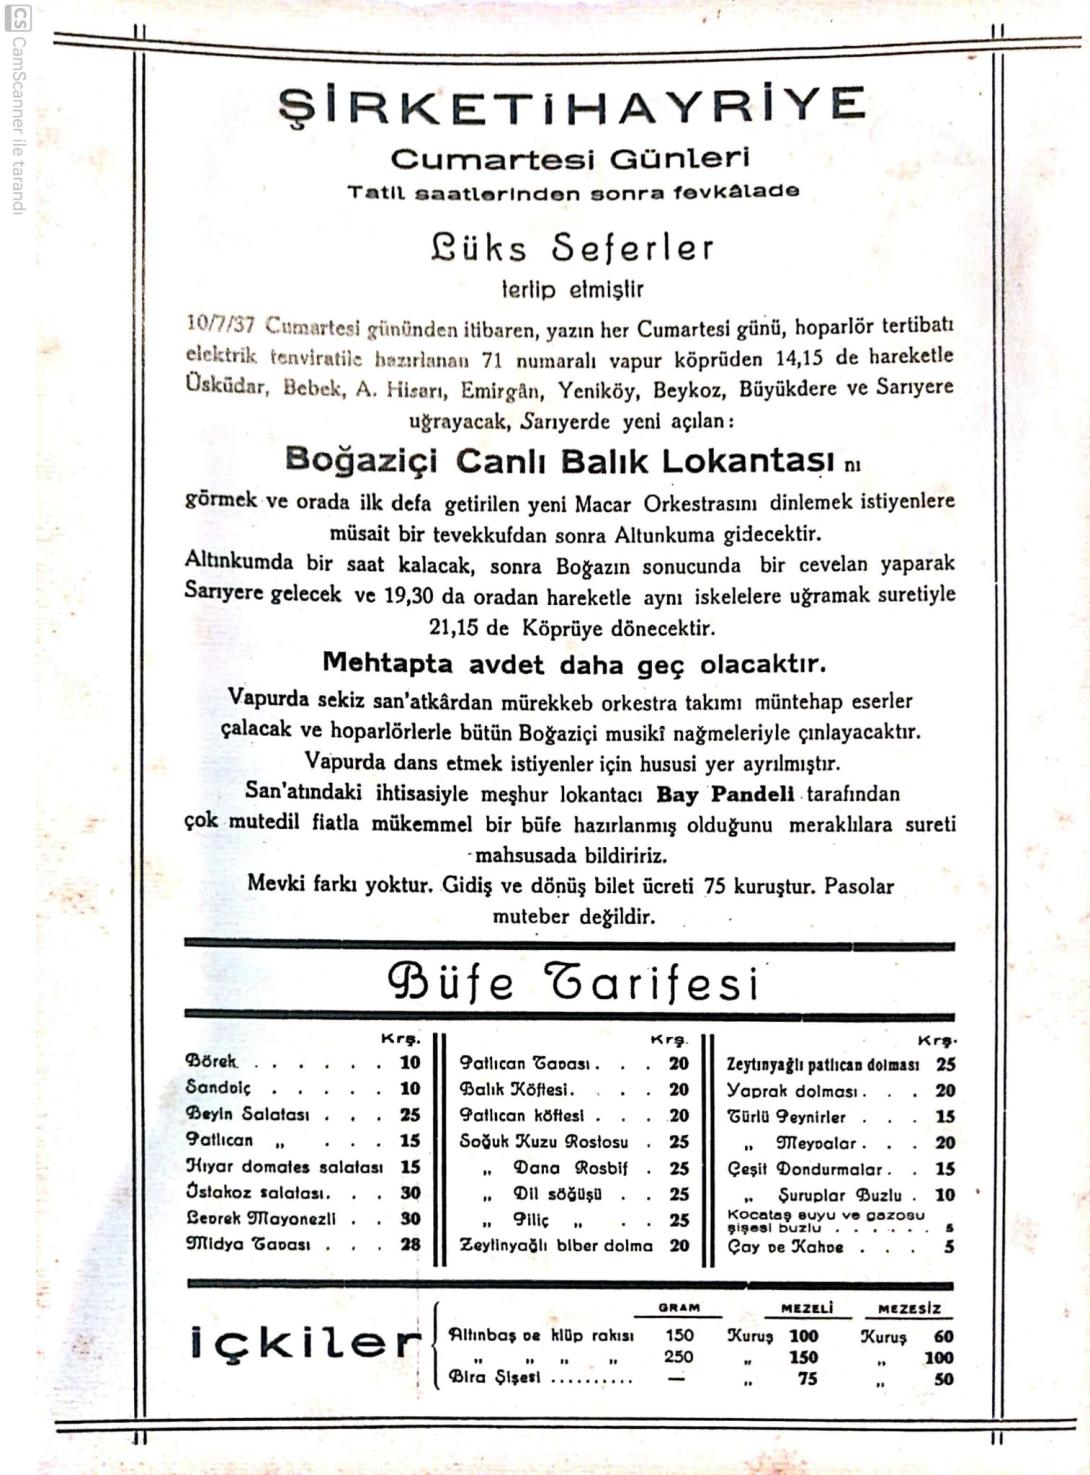 CS CamScanner ile tarandı
ŞİRKETİHAYRİYE
Cumartesi Günleri
Tatil saatlerinden sonra fevkâlade
Lüks Seferler
tertip etmiştir
10/7/37 Cumartesi gününden itibaren, yazın her Cumartesi günü, hoparlör tertibatı
elektrik tenviratile hazırlanan 71 numaralı vapur köprüden 14,15 de hareketle
Üsküdar, Bebek, A. Hisarı, Emirgân, Yeniköy, Beykoz, Büyükdere ve Sarıyere
uğrayacak, Sarıyerde yeni açılan:
Boğaziçi Canlı Balık Lokantası nı
görmek ve orada ilk defa getirilen yeni Macar Orkestrasını dinlemek istiyenlere
müsait bir tevekkufdan sonra Altunkuma gidecektir.
Altınkumda bir saat kalacak, sonra Boğazın sonucunda bir cevelan yaparak
Sarıyere gelecek ve 19,30 da oradan hareketle aynı iskelelere uğramak suretiyle
21,15 de Köprüye dönecektir.
Mehtapta avdet daha geç olacaktır.
Vapurda sekiz san'atkârdan mürekkeb orkestra takımı müntehap eserler
çalacak ve hoparlörlerle bütün Boğaziçi musikî nağmeleriyle çınlayacaktır.
Vapurda dans etmek istiyenler için hususi yer ayrılmıştır.
San'atındaki ihtisasiyle meşhur lokantacı Bay Pandeli tarafından
çok mutedil fiatla mükemmel bir büfe hazırlanmış olduğunu meraklılara sureti
mahsusada bildiririz.
Mevki farkı yoktur. Gidiş ve dönüş bilet ücreti 75 kuruştur. Pasolar
muteber değildir.
Büfe Tarifesi
Krş.
Börek . . . . . . 10
Sandviç . . . . . 10
Beyin Salatası . . . 25
Patlıcan „ . . . 15
Hıyar domates salatası 15
Istakoz salatası. . . 30
Levrek Mayonezli . . 30
Midya Tavası . . . 28
Krş.
Patlıcan Tavası. . . 20
Balık Köftesi. . . 20
Patlıcan köftesi . . 20
Soğuk Kuzu Rostosu . 25
„ Dana Rosbif . 25
„ Dil söğüşü . . 25
„ Piliç „ . . 25
Zeytinyağlı biber dolma 20
Krş.
Zeytinyağlı patlıcan dolması 25
Yaprak dolması. . . 20
Türlü Peynirler . . . 15
„ Meyvalar. . . 20
Çeşit Dondurmalar. . 15
„ Şuruplar Buzlu . 10
Kocataş suyu ve gazosu
şişesi buzlu . . . . . . 5
Çay ve Kahve . . . 5
GRAM MEZELİ MEZESİZ
içkiler
Altınbaş ve klüp rakısı 150 Kuruş 100 Kuruş 60
„ „ „ „ 250 „ 150 „ 100
Bira Şişesi .......... — „ 75 „ 50